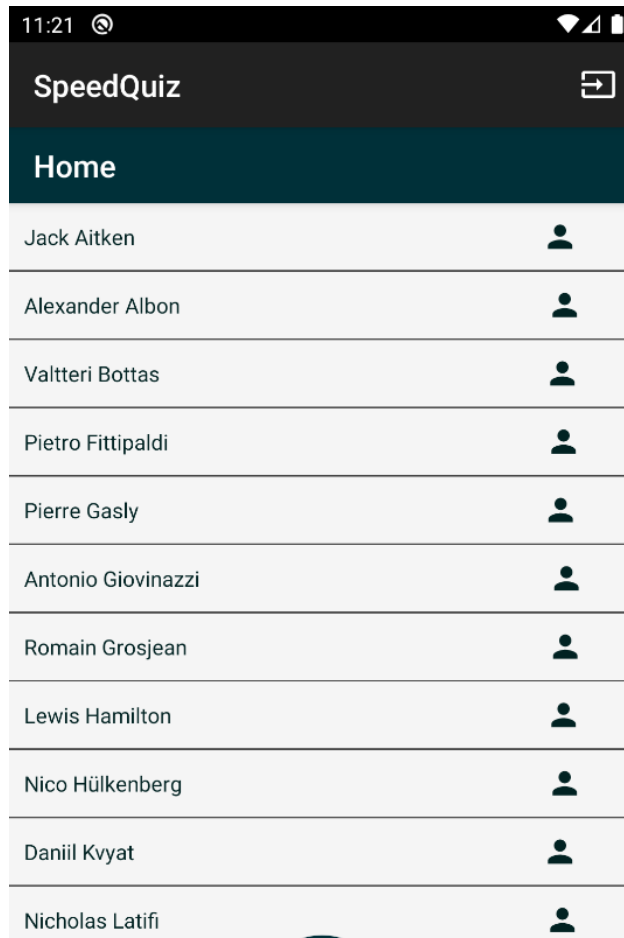 11:21
SpeedQuiz
Home
Jack Aitken
Alexander Albon
Valtteri Bottas
Pietro Fittipaldi
Pierre Gasly
Antonio Giovinazzi
Romain Grosjean
Lewis Hamilton
Nico Hülkenberg
Daniil Kvyat
Nicholas Latifi